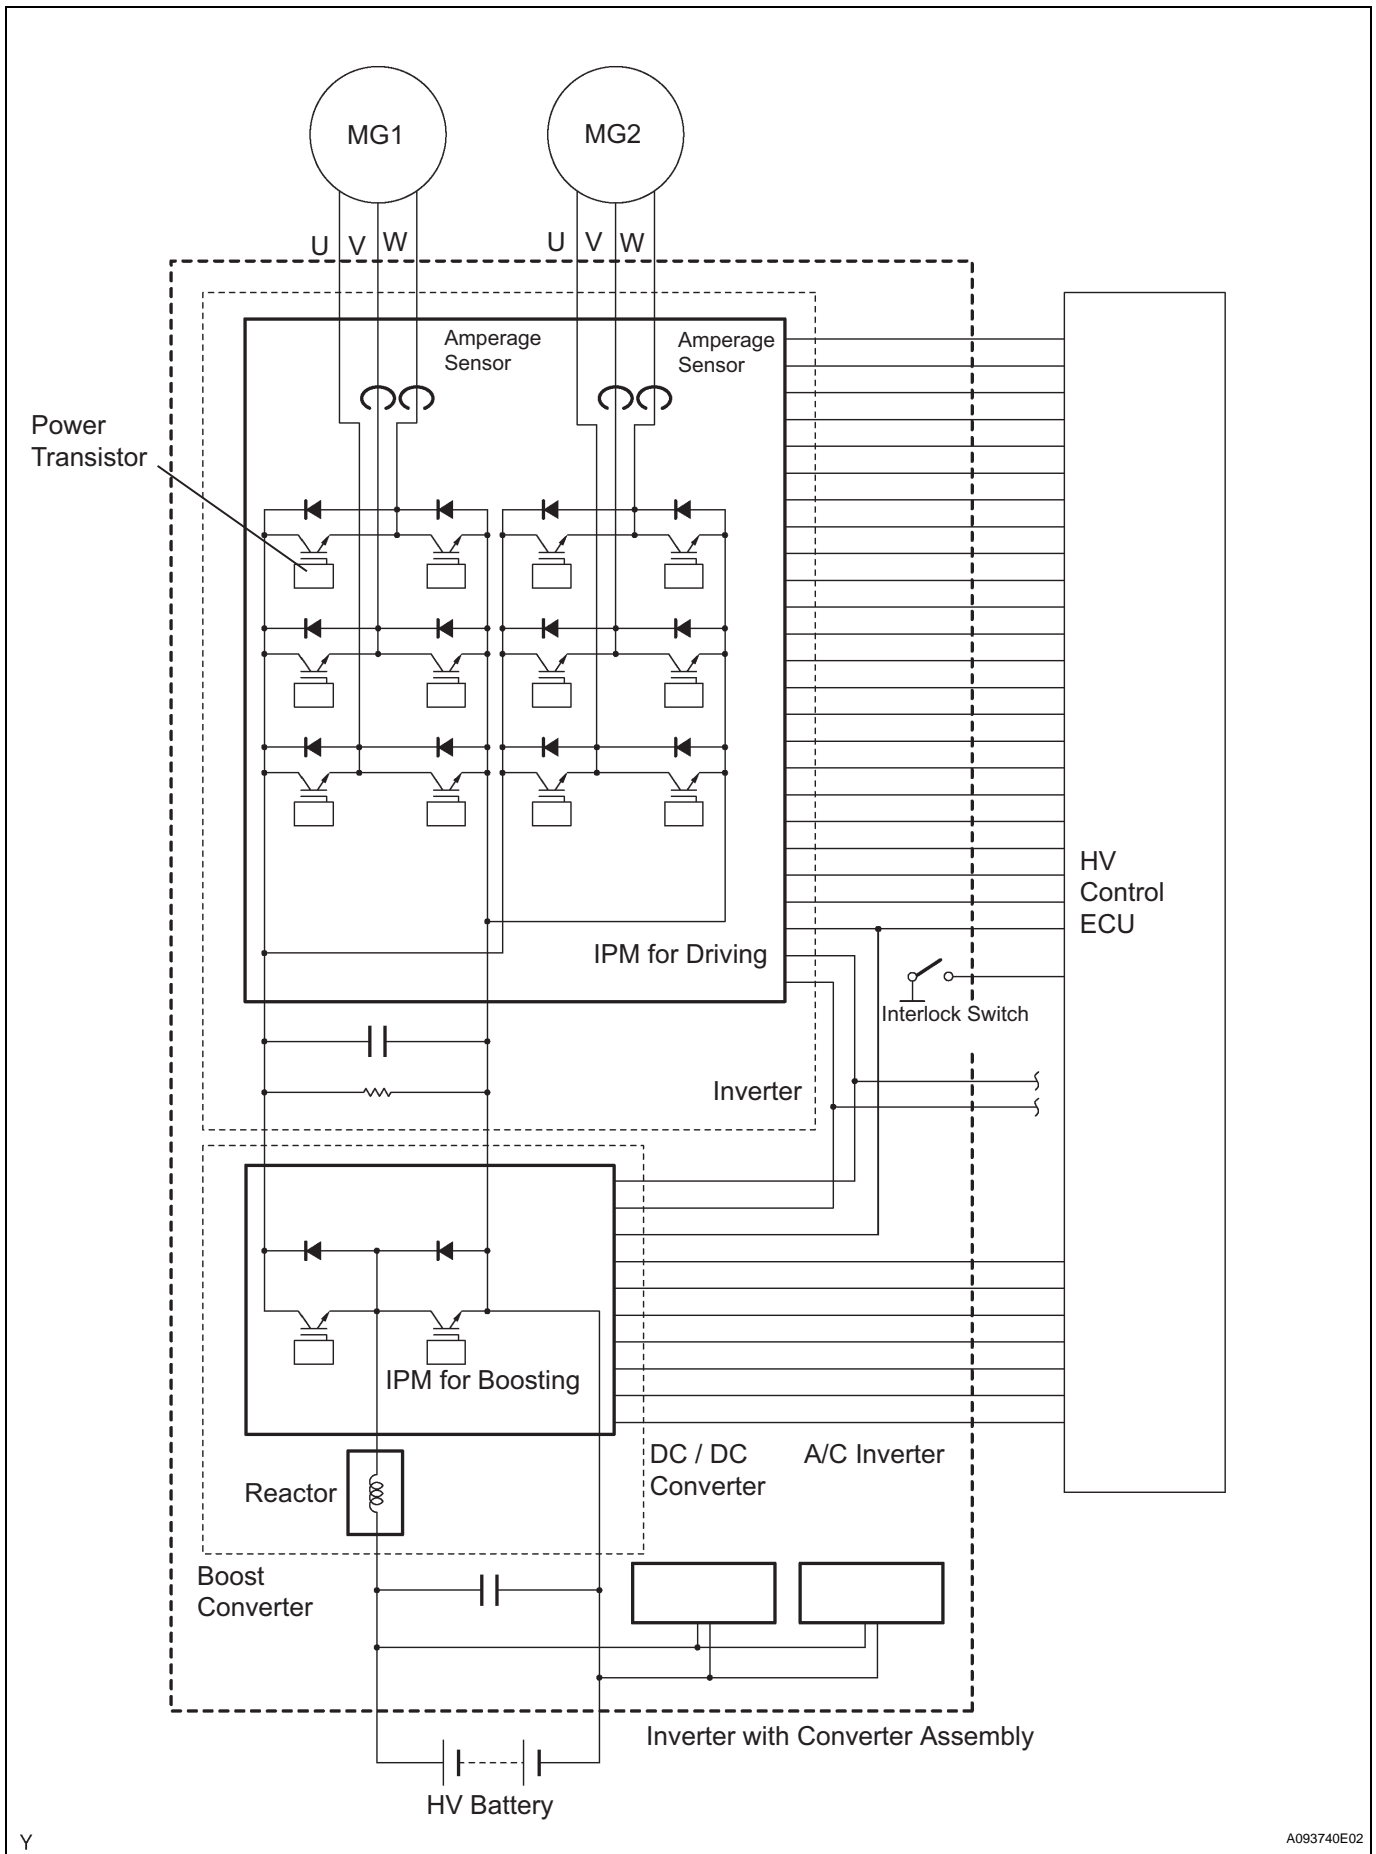 MG1
MG2
U
V
W
U
V
W
Amperage
Sensor
Amperage
Sensor
Power
Transistor
HV
Control
ECU
IPM for Driving
Interlock Switch
Inverter
IPM for Boosting
DC / DC
Converter
A/C Inverter
Reactor
Boost
Converter
Inverter with Converter Assembly
HV Battery
Y
A093740E02